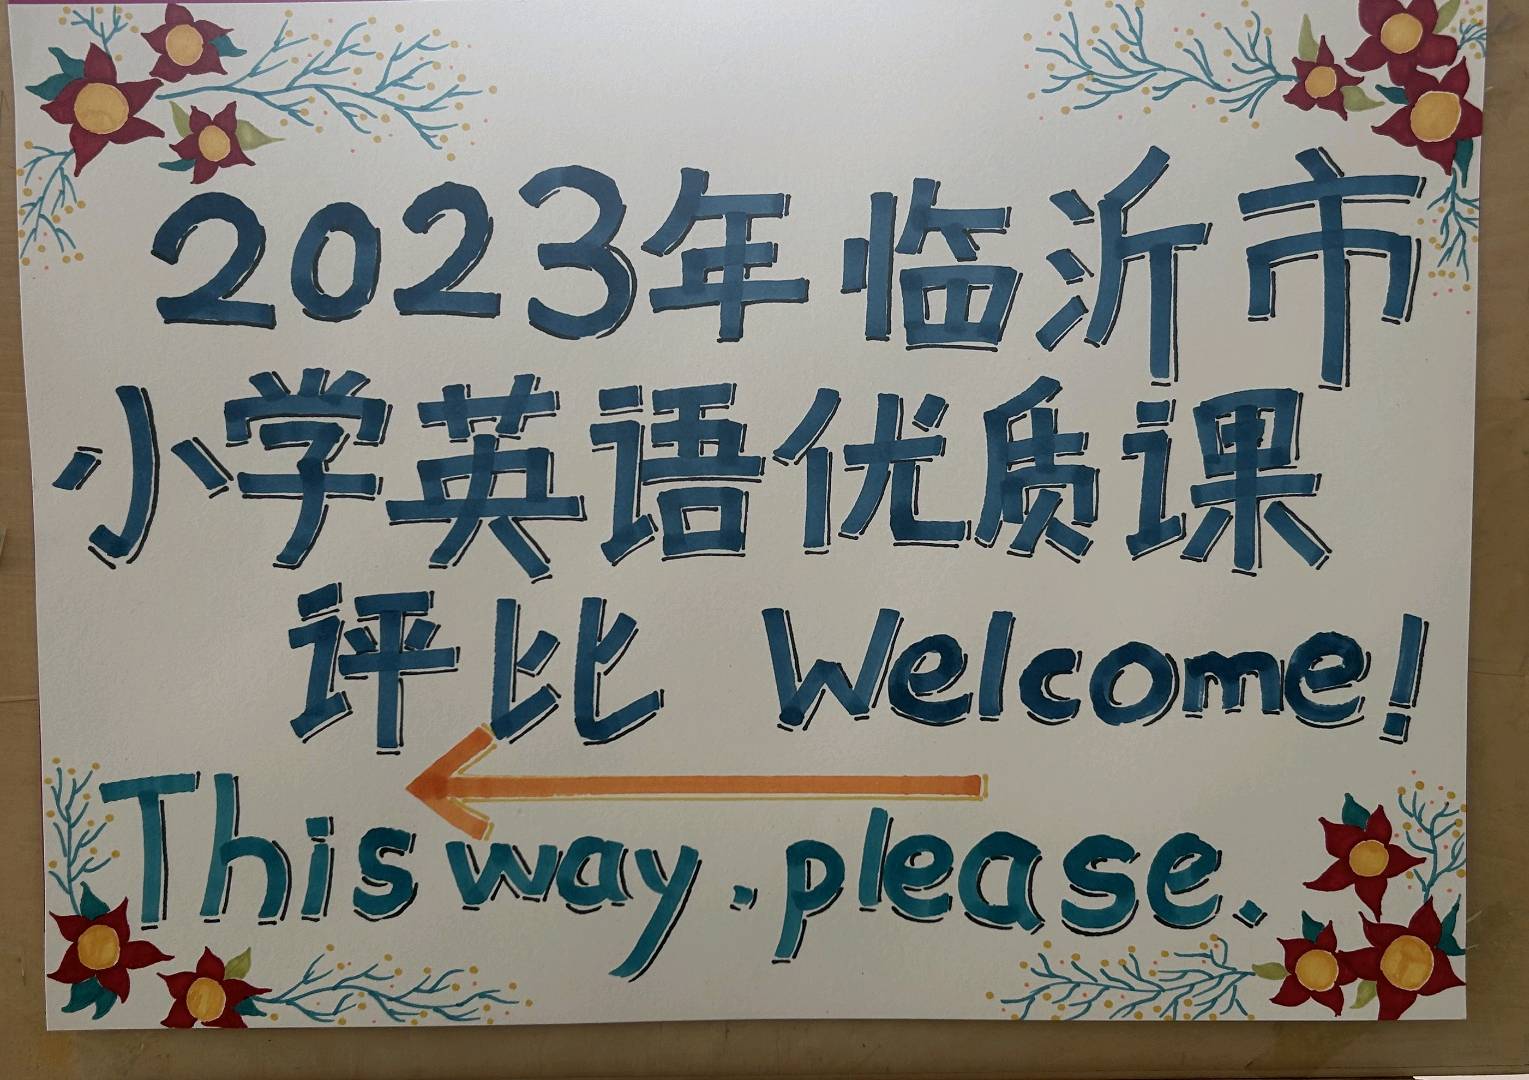 2023年临沂市
小学英语优质课
评比 Welcome!
This way. please.